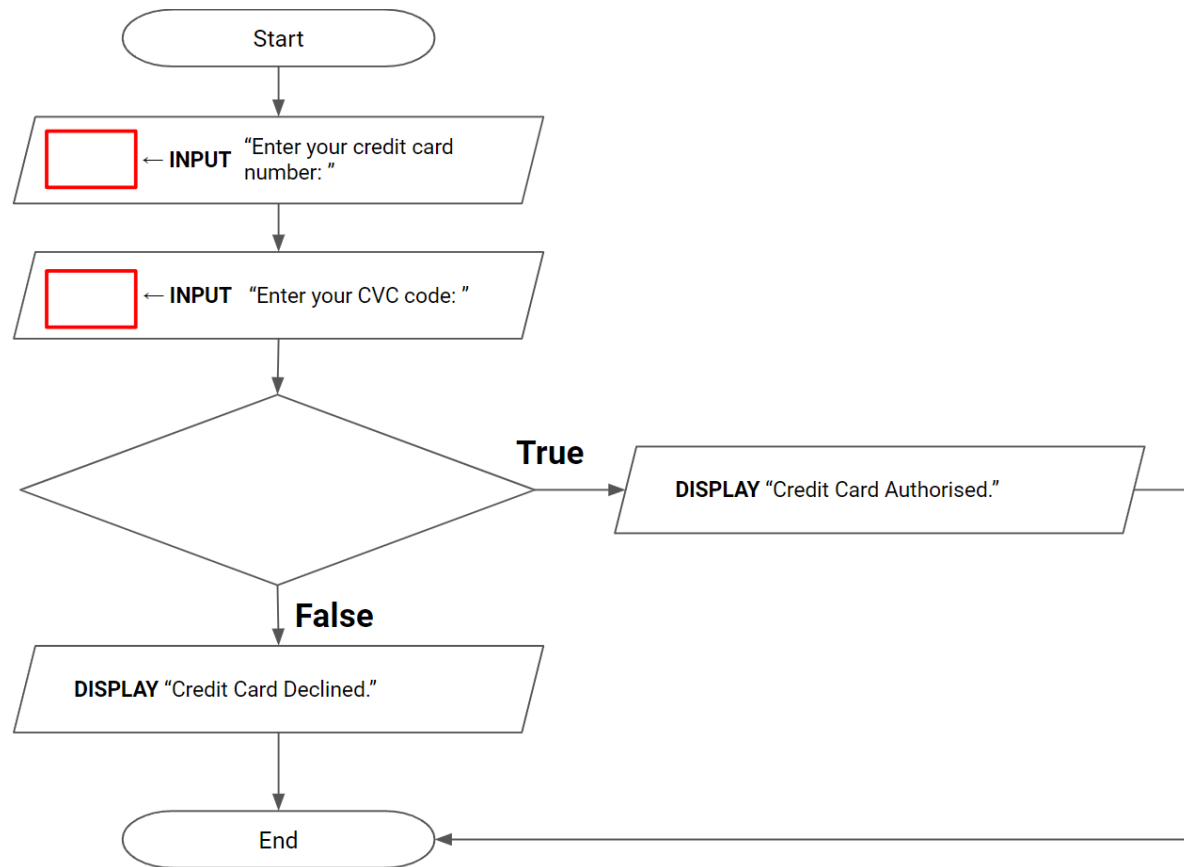 Start
← INPUT “Enter your credit card
number: ”
← INPUT “Enter your CVC code: ”
True
DISPLAY “Credit Card Authorised.”
False
DISPLAY “Credit Card Declined.”
End